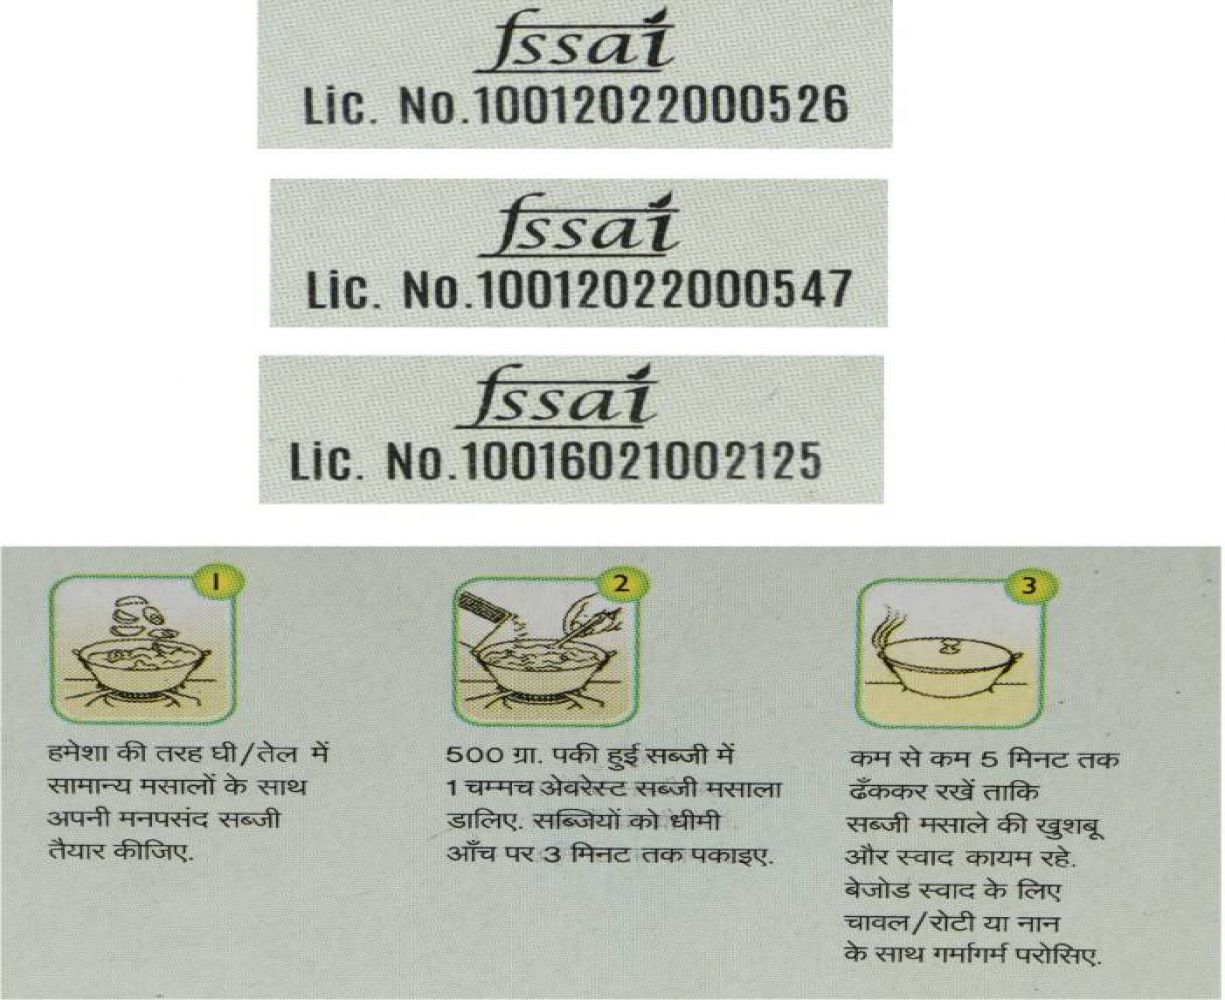 fssai
Lic. No.10012022000526
fssai
Lic. No.10012022000547
fssai
Lic. No.10016021002125
1
हमेशा की तरह घी/तेल में
सामान्य मसालों के साथ
अपनी मनपसंद सब्जी
तैयार कीजिए.
2
500 ग्रा. पकी हुई सब्जी में
1 चम्मच ॲवरेस्ट सब्जी मसाला
डालिए. सब्जियों को धीमी
आँच पर 3 मिनट तक पकाइए.
3
कम से कम 5 मिनट तक
ढँककर रखें ताकि
सब्जी मसाले की खुशबू
और स्वाद कायम रहे.
बेजोड स्वाद के लिए
चावल/रोटी या नान
के साथ गर्मागर्म परोसिए.